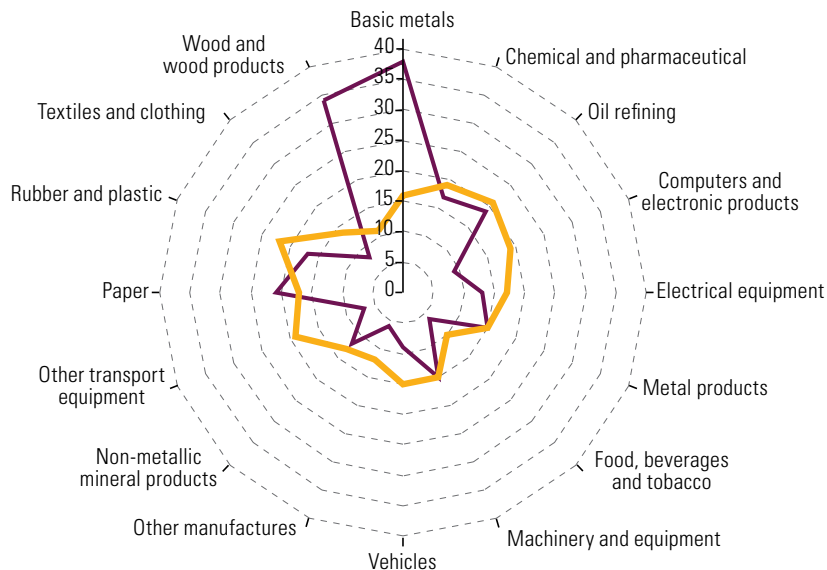 Basic metals
Chemical and pharmaceutical
Oil refining
Computers and
electronic products
Electrical equipment
Metal products
Food, beverages
and tobacco
Machinery and equipment
Vehicles
Other manufactures
Non-metallic
mineral products
Other transport
equipment
Paper
Rubber and plastic
Textiles and clothing
Wood and
wood products
40
35
30
25
20
15
10
5
0